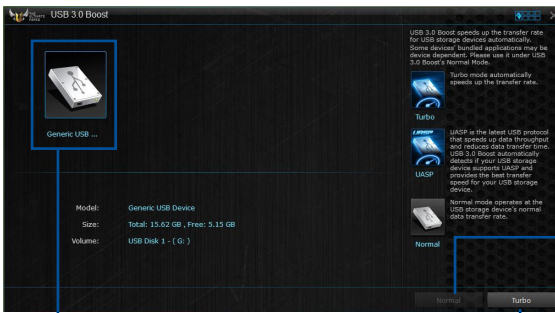 THE ULTIMATE FORCE USB 3.0 Boost
USB 3.0 Boost speeds up the transfer rate
for USB storage devices automatically.
Some devices' bundled applications may be
device dependent. Please use it under USB
3.0 Boost's Normal Mode.
Turbo mode automatically
speeds up the transfer rate.
Turbo
Generic USB ...
UASP
UASP is the latest USB protocol
that speeds up data throughput
and reduces data transfer time.
USB 3.0 Boost automatically
detects if your USB storage
device supports UASP and
provides the best transfer
speed for your USB storage
device.
UASP
Normal mode operates at the
USB storage device's normal
data transfer rate.
Normal
Model: Generic USB Device
Size: Total: 15.62 GB , Free: 5.15 GB
Volume: USB Disk 1 - ( G: )
Normal Turbo